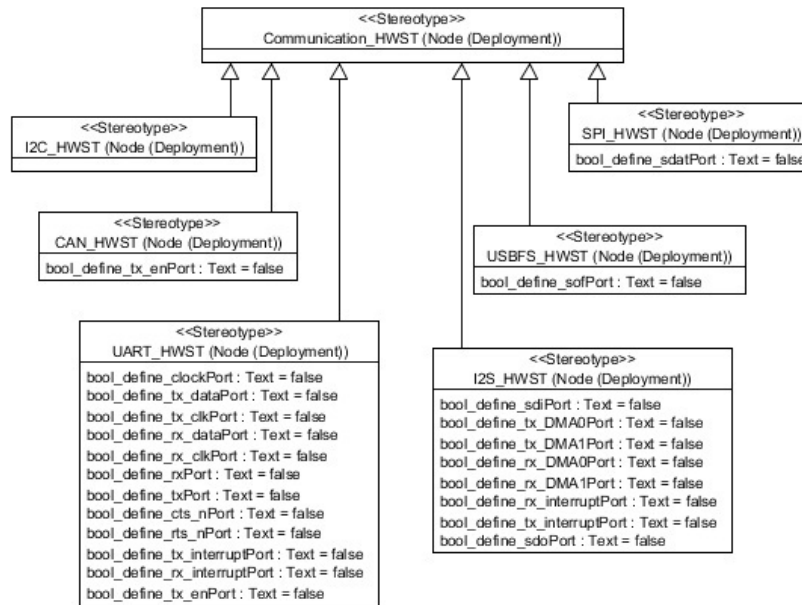 <<Stereotype>>
Communication_HWST (Node (Deployment))
<<Stereotype>>
I2C_HWST (Node (Deployment))
<<Stereotype>>
SPI_HWST (Node (Deployment))
bool_define_sdatPort : Text = false
<<Stereotype>>
CAN_HWST (Node (Deployment))
bool_define_tx_enPort : Text = false
<<Stereotype>>
USBFS_HWST (Node (Deployment))
bool_define_sofPort : Text = false
<<Stereotype>>
UART_HWST (Node (Deployment))
bool_define_clockPort : Text = false
bool_define_tx_dataPort : Text = false
bool_define_tx_clkPort : Text = false
bool_define_rx_dataPort : Text = false
bool_define_rx_clkPort : Text = false
bool_define_rxPort : Text = false
bool_define_txPort : Text = false
bool_define_cts_nPort : Text = false
bool_define_rts_nPort : Text = false
bool_define_tx_interruptPort : Text = false
bool_define_rx_interruptPort : Text = false
bool_define_tx_enPort : Text = false
<<Stereotype>>
I2S_HWST (Node (Deployment))
bool_define_sdiPort : Text = false
bool_define_tx_DMA0Port : Text = false
bool_define_tx_DMA1Port : Text = false
bool_define_rx_DMA0Port : Text = false
bool_define_rx_DMA1Port : Text = false
bool_define_rx_interruptPort : Text = false
bool_define_tx_interruptPort : Text = false
bool_define_sdoPort : Text = false